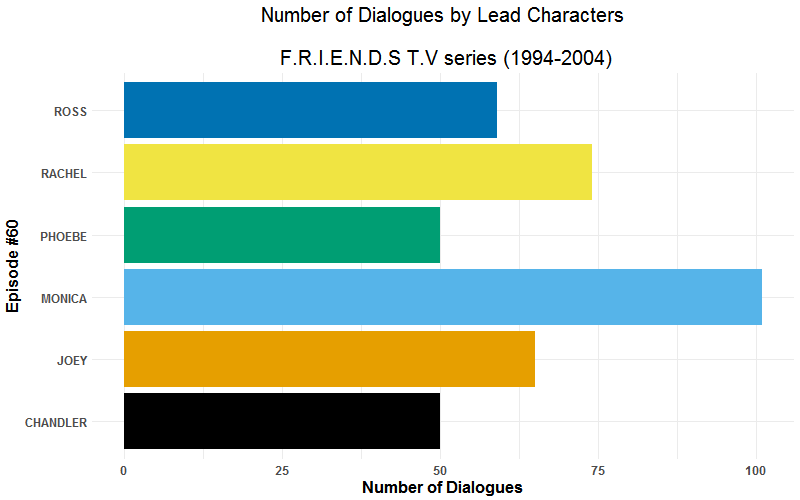 Number of Dialogues by Lead Characters
F.R.I.E.N.D.S T.V series (1994-2004)
Episode #60
ROSS
RACHEL
PHOEBE
MONICA
JOEY
CHANDLER
0 25 50 75 100
Number of Dialogues